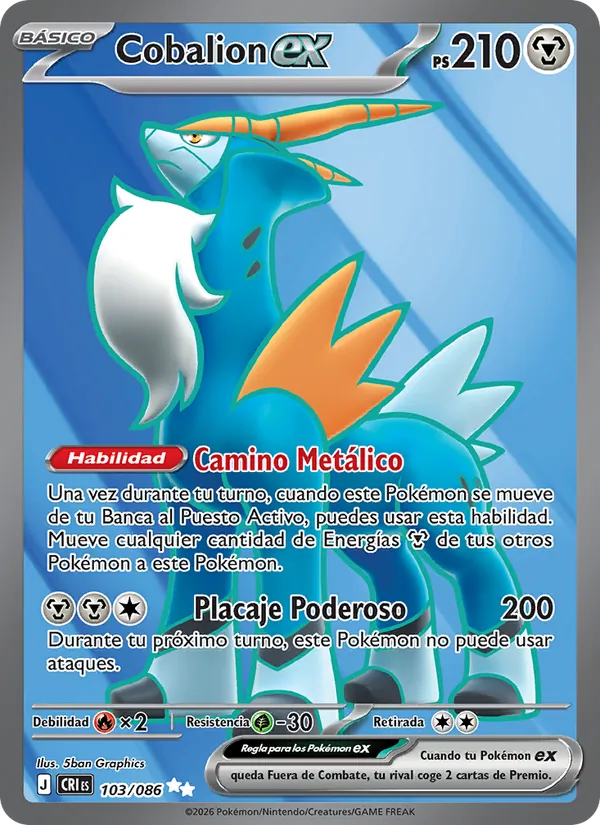 BÁSICO
Cobalion ex
PS 210
Habilidad Camino Metálico
Una vez durante tu turno, cuando este Pokémon se mueve
de tu Banca al Puesto Activo, puedes usar esta habilidad.
Mueve cualquier cantidad de Energías de tus otros
Pokémon a este Pokémon.
Placaje Poderoso 200
Durante tu próximo turno, este Pokémon no puede usar
ataques.
Debilidad ×2 Resistencia -30 Retirada
Regla para los Pokémon ex Cuando tu Pokémon ex
queda Fuera de Combate, tu rival coge 2 cartas de Premio.
Ilus. 5ban Graphics
J CRI ES 103/086
©2026 Pokémon/Nintendo/Creatures/GAME FREAK